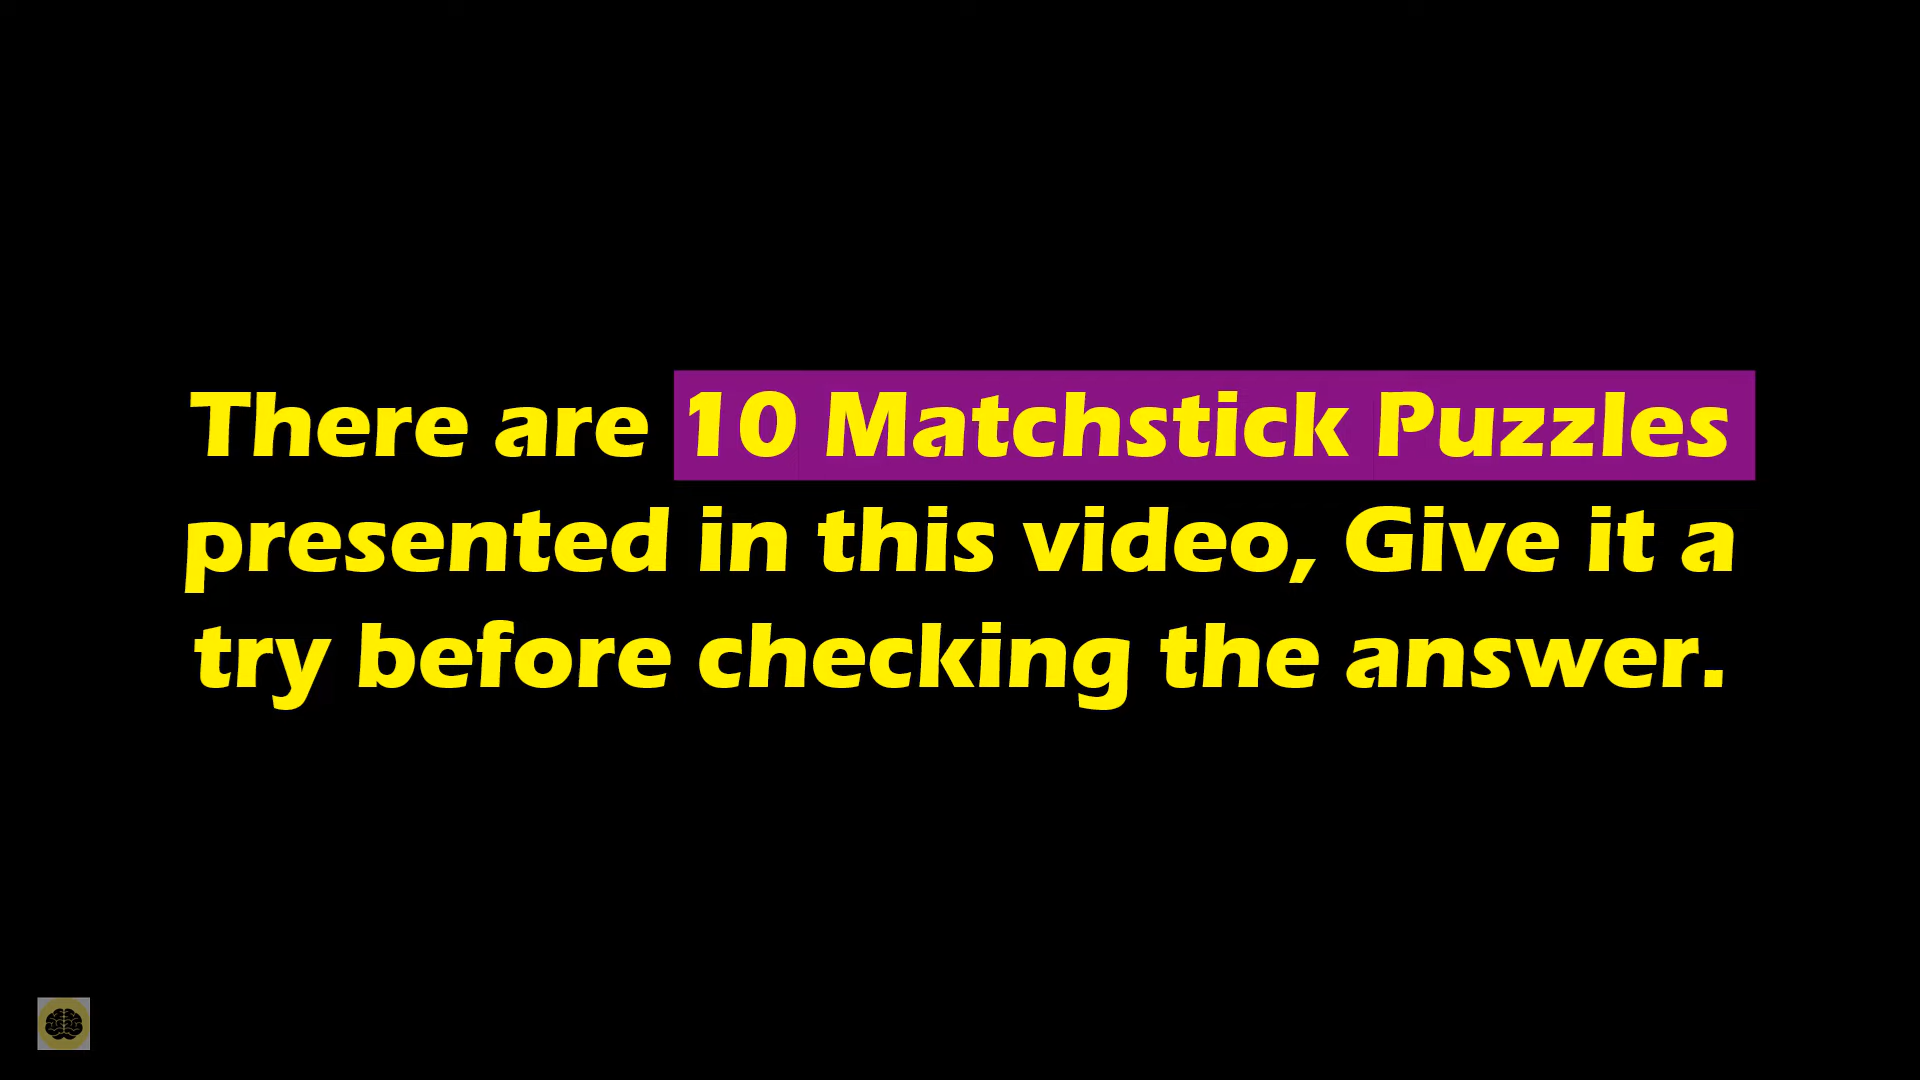 There are 10 Matchstick Puzzles
presented in this video, Give it a
try before checking the answer.